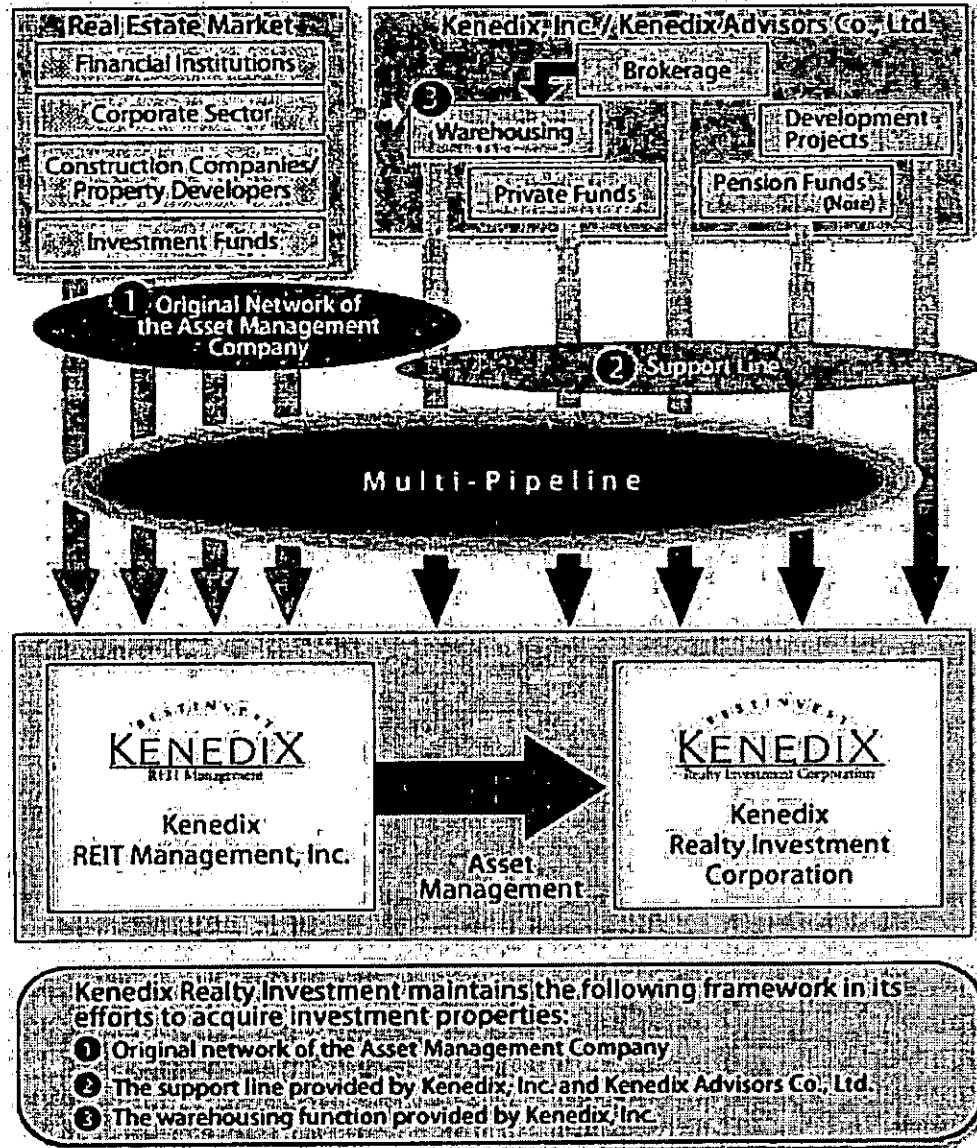 Real Estate Market
Financial Institutions
Corporate Sector
Construction Companies/
Property Developers
Investment Funds
Kenedix, Inc./Kenedix Advisors Co., Ltd.
Brokerage
3
Warehousing
Development
Projects
Private Funds
Pension Funds
(Note)
1 Original Network of
the Asset Management
Company
2 Support Line
Multi-Pipeline
BESTINVEST
KENEDIX
REIT Management
Kenedix
REIT Management, Inc.
Asset
Management
BESTINVEST
KENEDIX
Realty Investment Corporation
Kenedix
Realty Investment
Corporation
Kenedix Realty Investment maintains the following framework in its
efforts to acquire investment properties:
1 Original network of the Asset Management Company
2 The support line provided by Kenedix, Inc. and Kenedix Advisors Co., Ltd.
3 The warehousing function provided by Kenedix, Inc.